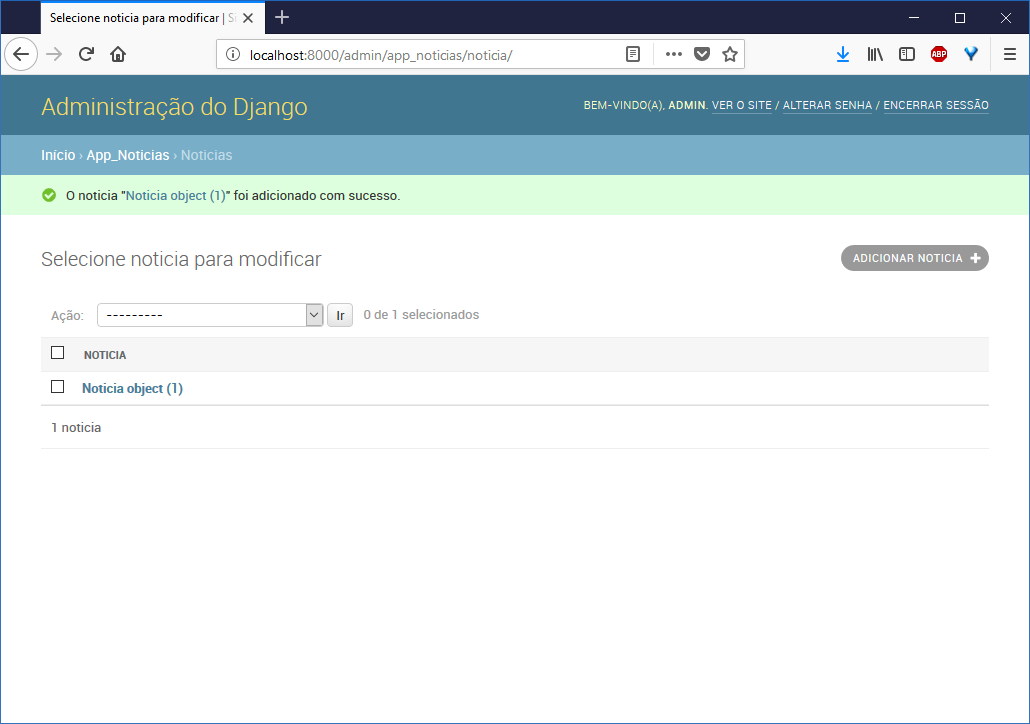 Selecione noticia para modificar | Si
localhost:8000/admin/app_noticias/noticia/
ABP
Administração do Django
BEM-VINDO(A), ADMIN. VER O SITE / ALTERAR SENHA / ENCERRAR SESSÃO
Início › App_Noticias › Noticias
O noticia "Noticia object (1)" foi adicionado com sucesso.
Selecione noticia para modificar
ADICIONAR NOTICIA +
Ação: --------- Ir 0 de 1 selecionados
NOTICIA
Noticia object (1)
1 noticia